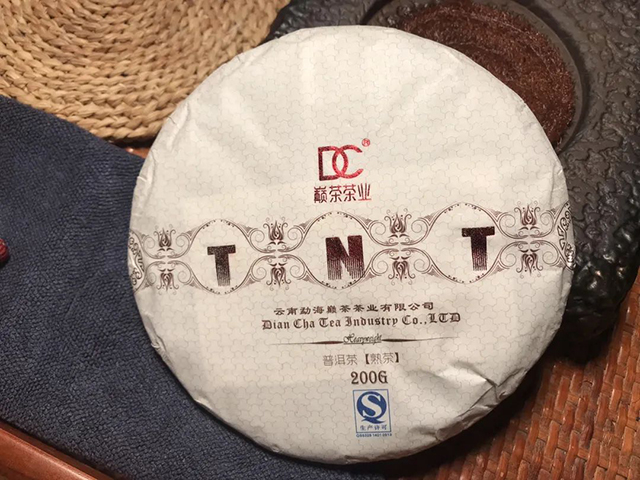 DC®
巅茶茶业
T N T
云南勐海巅茶茶业有限公司
Dian Cha Tea Industry Co.,LTD
Heavyweight
普洱茶【熟茶】
200G
QS
生产许可